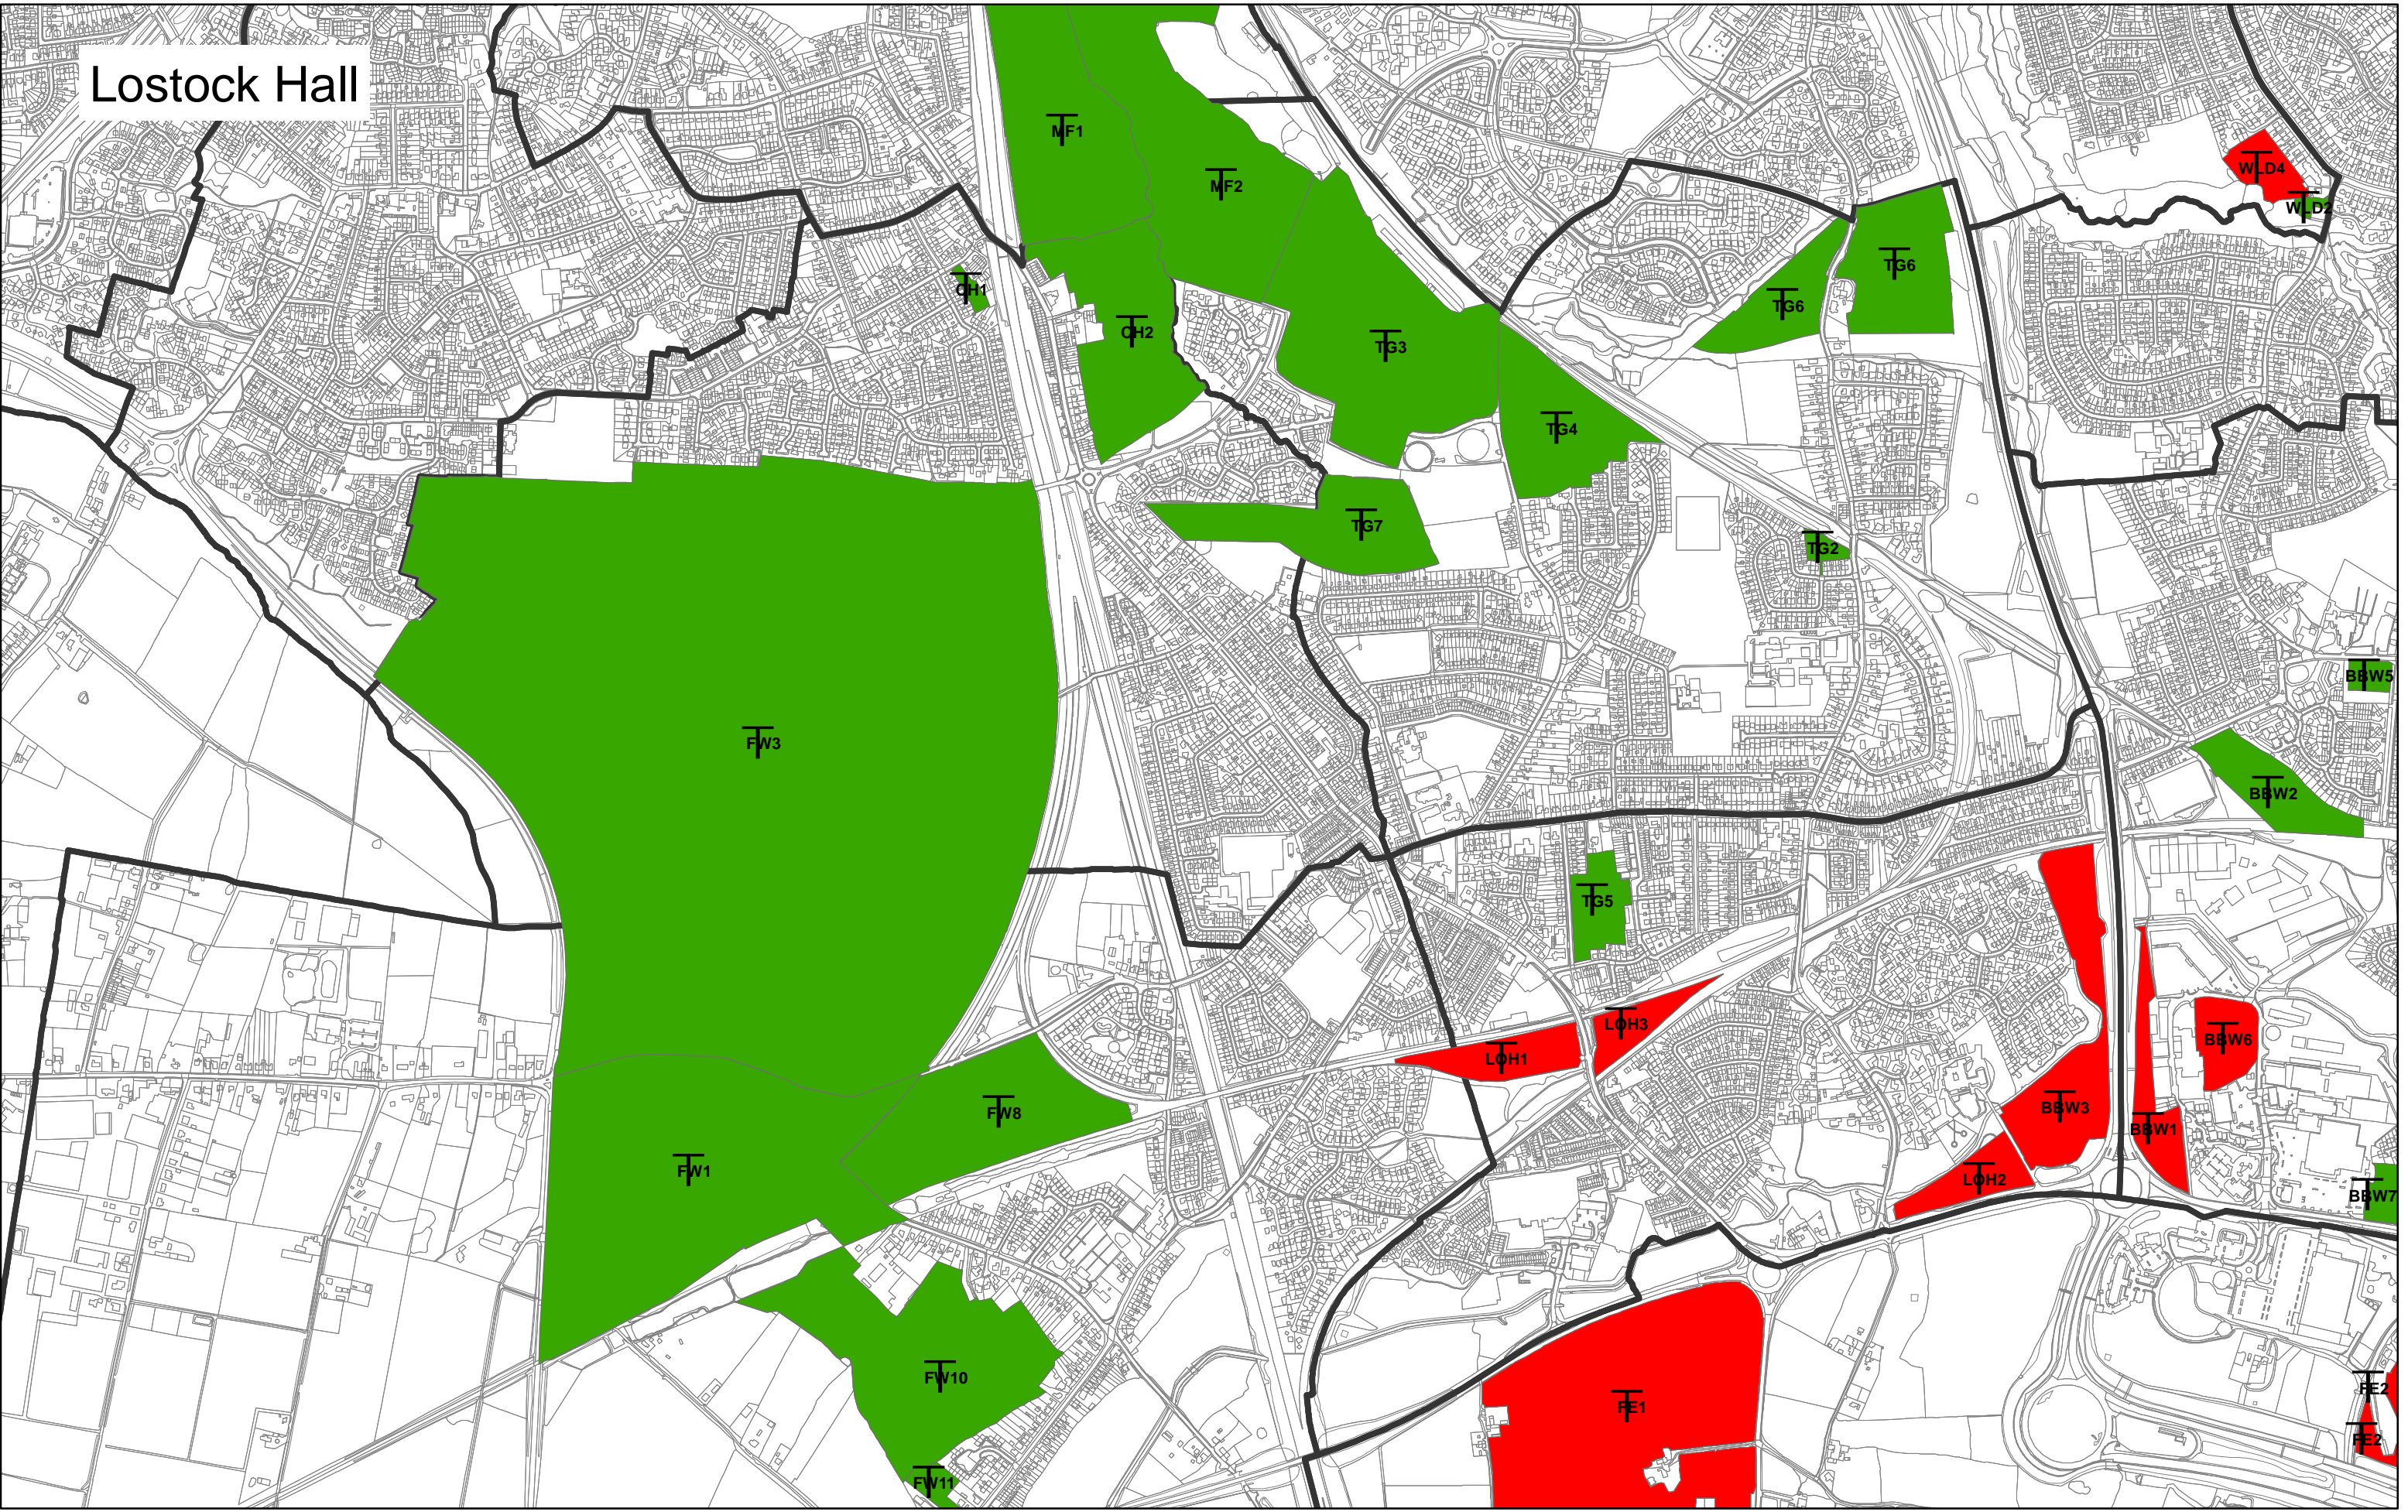 Lostock Hall
MF1
WLD4
MF2
WLD2
TG6
CH1
TG6
CH2
TG3
TG4
TG7
TG2
BBW5
FW3
BBW2
TG5
LOH3
BBW6
LOH1
BBW3
FW8
BBW1
FW1
LOH2
BBW7
FW10
FE2
FE1
FE2
FW11